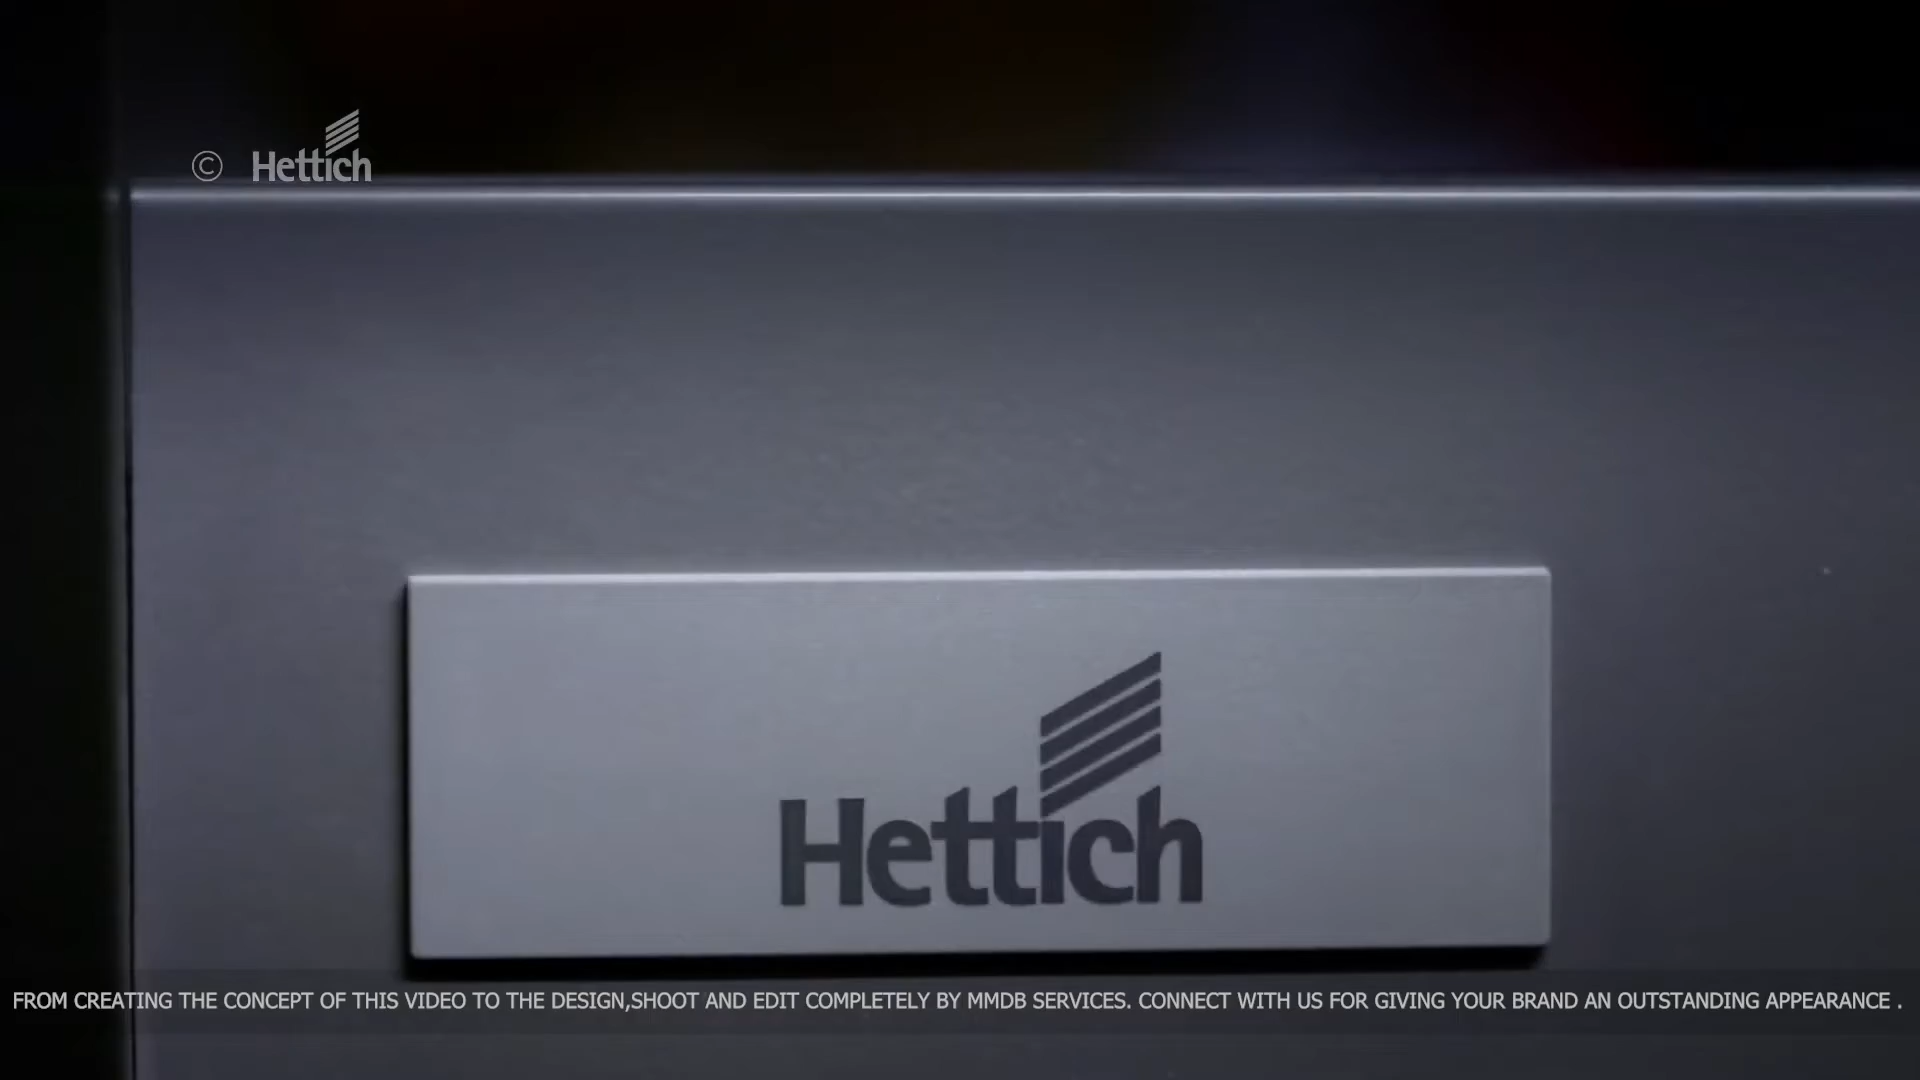 © Hettich
Hettich
FROM CREATING THE CONCEPT OF THIS VIDEO TO THE DESIGN,SHOOT AND EDIT COMPLETELY BY MMDB SERVICES. CONNECT WITH US FOR GIVING YOUR BRAND AN OUTSTANDING APPEARANCE .